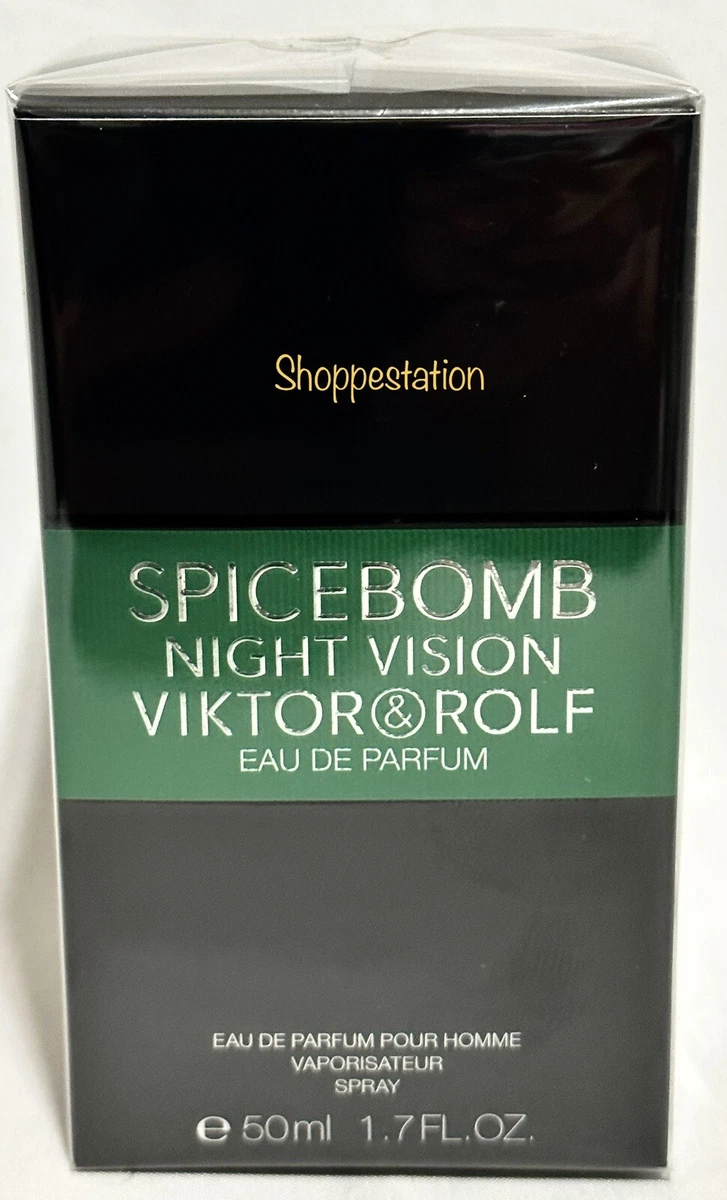 Shoppestation
SPICEBOMB
NIGHT VISION
VIKTOR&ROLF
EAU DE PARFUM
EAU DE PARFUM POUR HOMME
VAPORISATEUR
SPRAY
℮ 50ml 1.7FL.OZ.